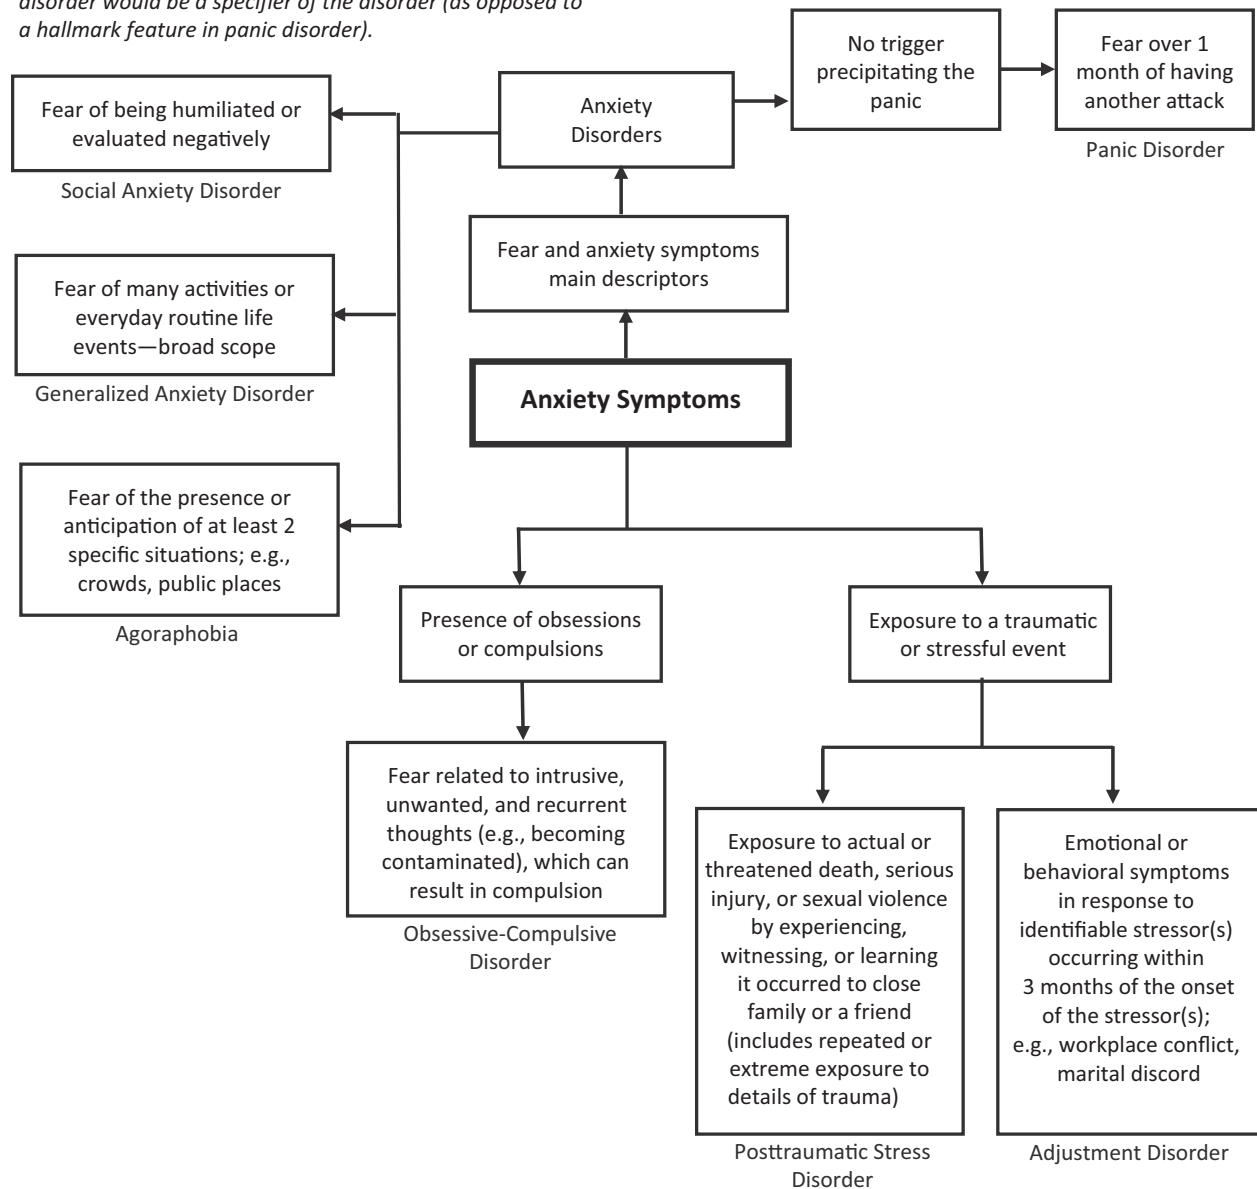 disorder would be a specifier of the disorder (as opposed to
a hallmark feature in panic disorder).
No trigger
precipitating the
panic
Fear over 1
month of having
another attack
Panic Disorder
Anxiety
Disorders
Fear of being humiliated or
evaluated negatively
Social Anxiety Disorder
Fear and anxiety symptoms
main descriptors
Fear of many activities or
everyday routine life
events—broad scope
Generalized Anxiety Disorder
Anxiety Symptoms
Fear of the presence or
anticipation of at least 2
specific situations; e.g.,
crowds, public places
Agoraphobia
Presence of obsessions
or compulsions
Exposure to a traumatic
or stressful event
Fear related to intrusive,
unwanted, and recurrent
thoughts (e.g., becoming
contaminated), which can
result in compulsion
Obsessive-Compulsive
Disorder
Exposure to actual or
threatened death, serious
injury, or sexual violence
by experiencing,
witnessing, or learning
it occurred to close
family or a friend
(includes repeated or
extreme exposure to
details of trauma)
Posttraumatic Stress
Disorder
Emotional or
behavioral symptoms
in response to
identifiable stressor(s)
occurring within
3 months of the onset
of the stressor(s);
e.g., workplace conflict,
marital discord
Adjustment Disorder